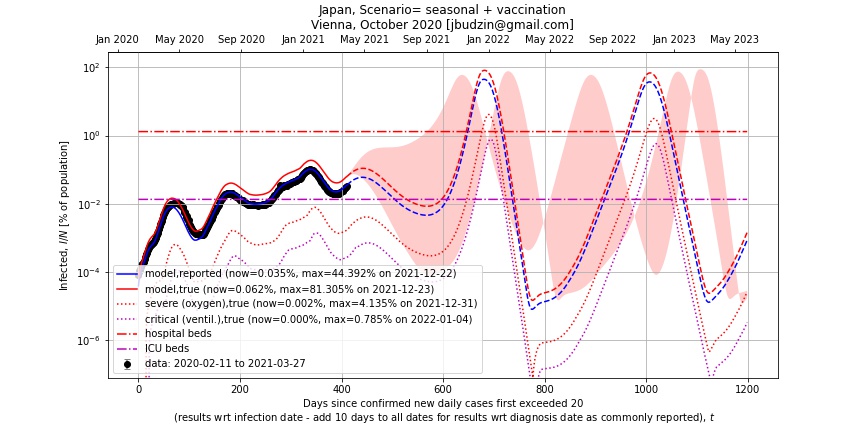 Japan, Scenario= seasonal + vaccination
Vienna, October 2020 [jbudzin@gmail.com]
Jan 2020 May 2020 Sep 2020 Jan 2021 May 2021 Sep 2021 Jan 2022 May 2022 Sep 2022 Jan 2023 May 2023
Infected, I/N [% of population]
10²
10⁰
10⁻²
10⁻⁴
10⁻⁶
model,reported (now=0.035%, max=44.392% on 2021-12-22)
model,true (now=0.062%, max=81.305% on 2021-12-23)
severe (oxygen),true (now=0.002%, max=4.135% on 2021-12-31)
critical (ventil.),true (now=0.000%, max=0.785% on 2022-01-04)
hospital beds
ICU beds
data: 2020-02-11 to 2021-03-27
0 200 400 600 800 1000 1200
Days since confirmed new daily cases first exceeded 20
(results wrt infection date - add 10 days to all dates for results wrt diagnosis date as commonly reported), t